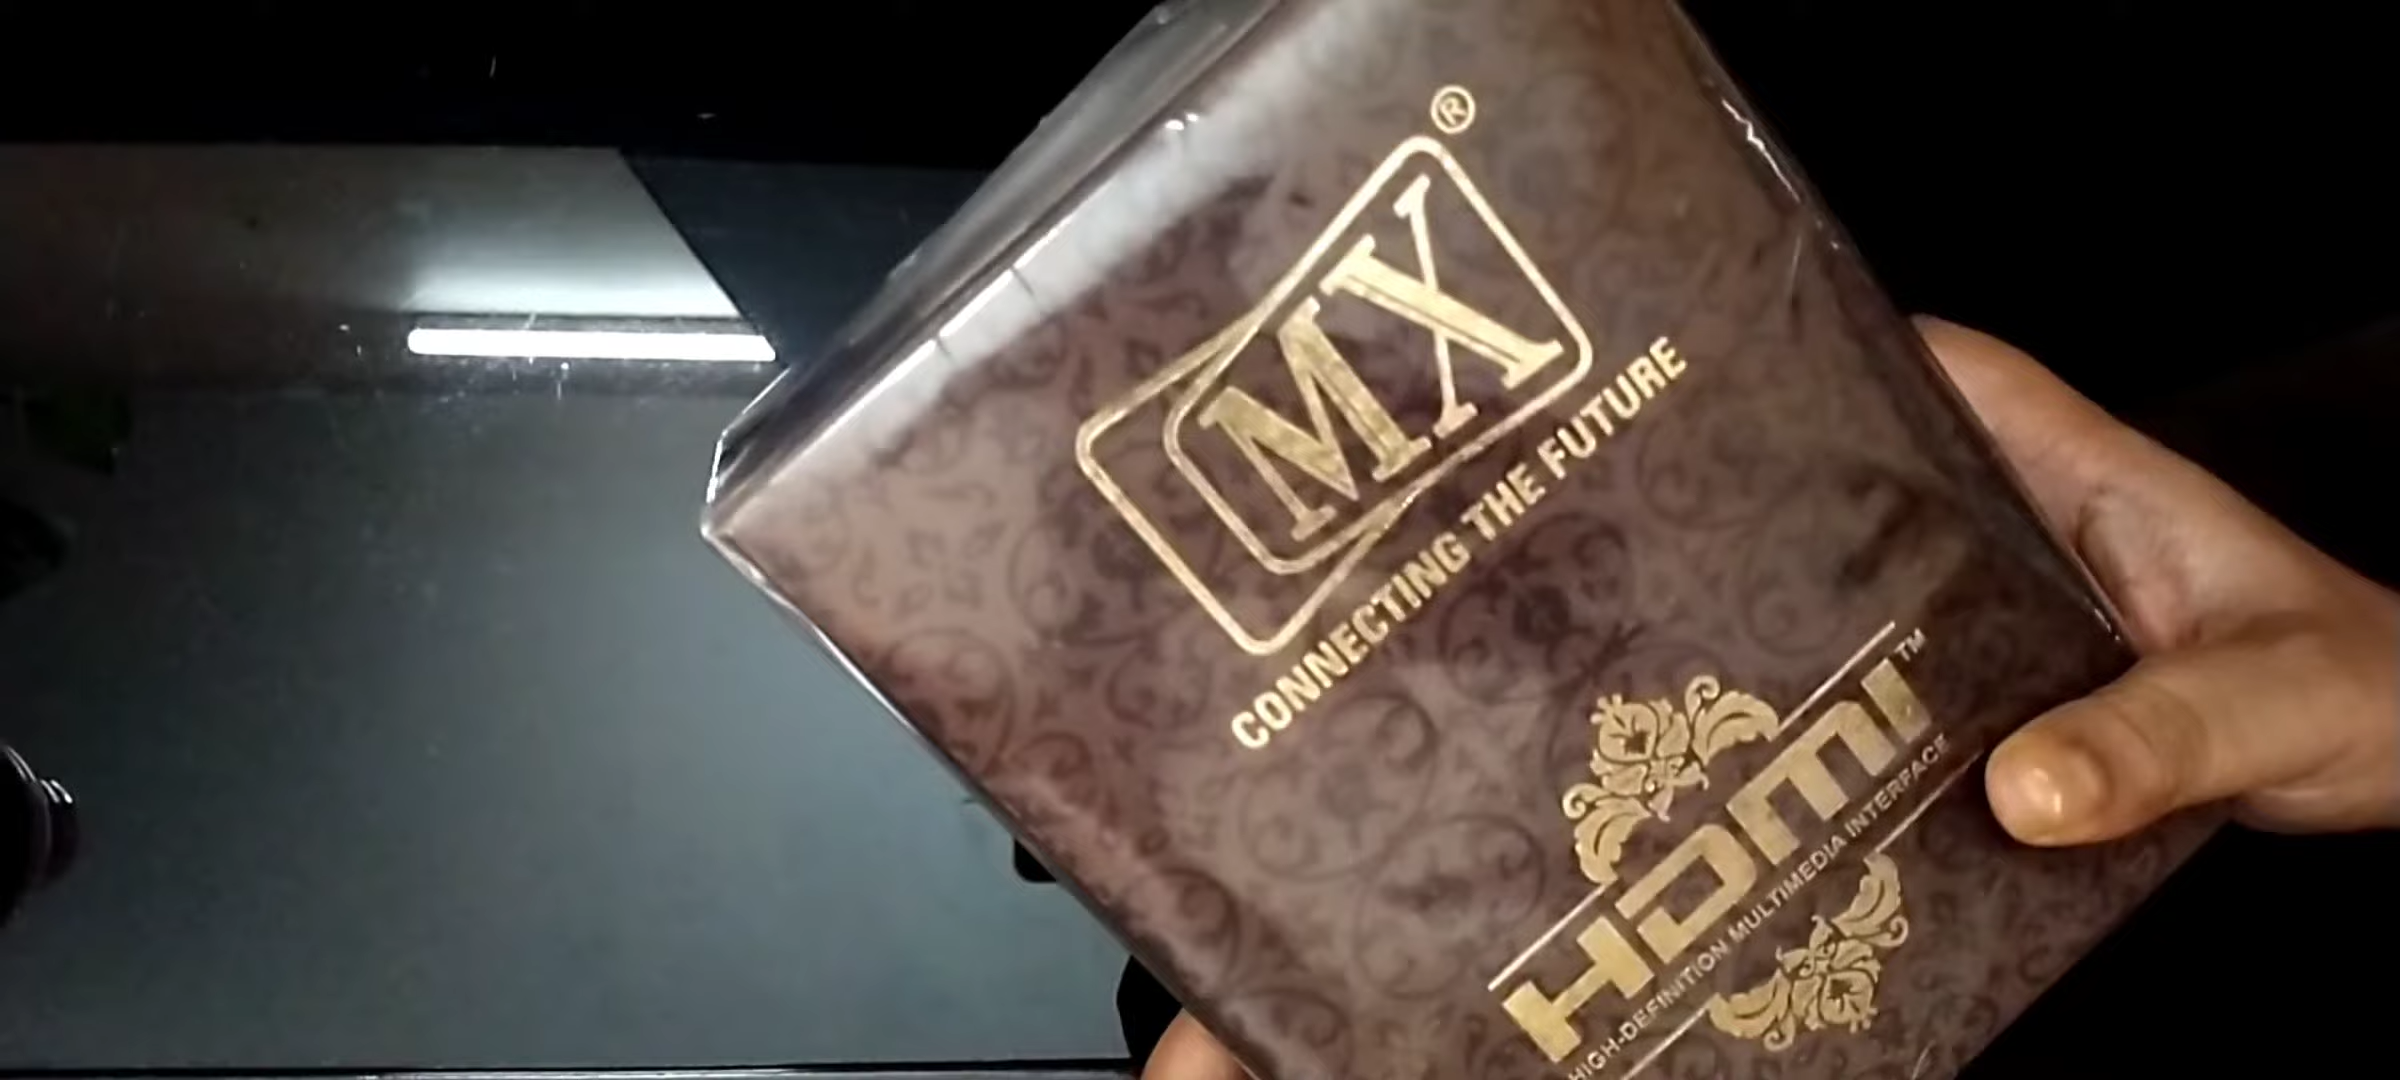 MX®
CONNECTING THE FUTURE
HDMI™
HIGH-DEFINITION MULTIMEDIA INTERFACE